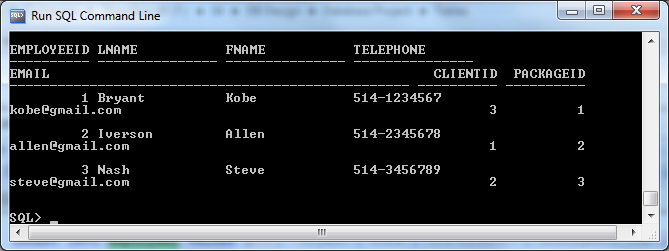 Run SQL Command Line
EMPLOYEEID LNAME FNAME TELEPHONE
EMAIL CLIENTID PACKAGEID
1 Bryant Kobe 514-1234567
kobe@gmail.com 3 1
2 Iverson Allen 514-2345678
allen@gmail.com 1 2
3 Nash Steve 514-3456789
steve@gmail.com 2 3
SQL> _